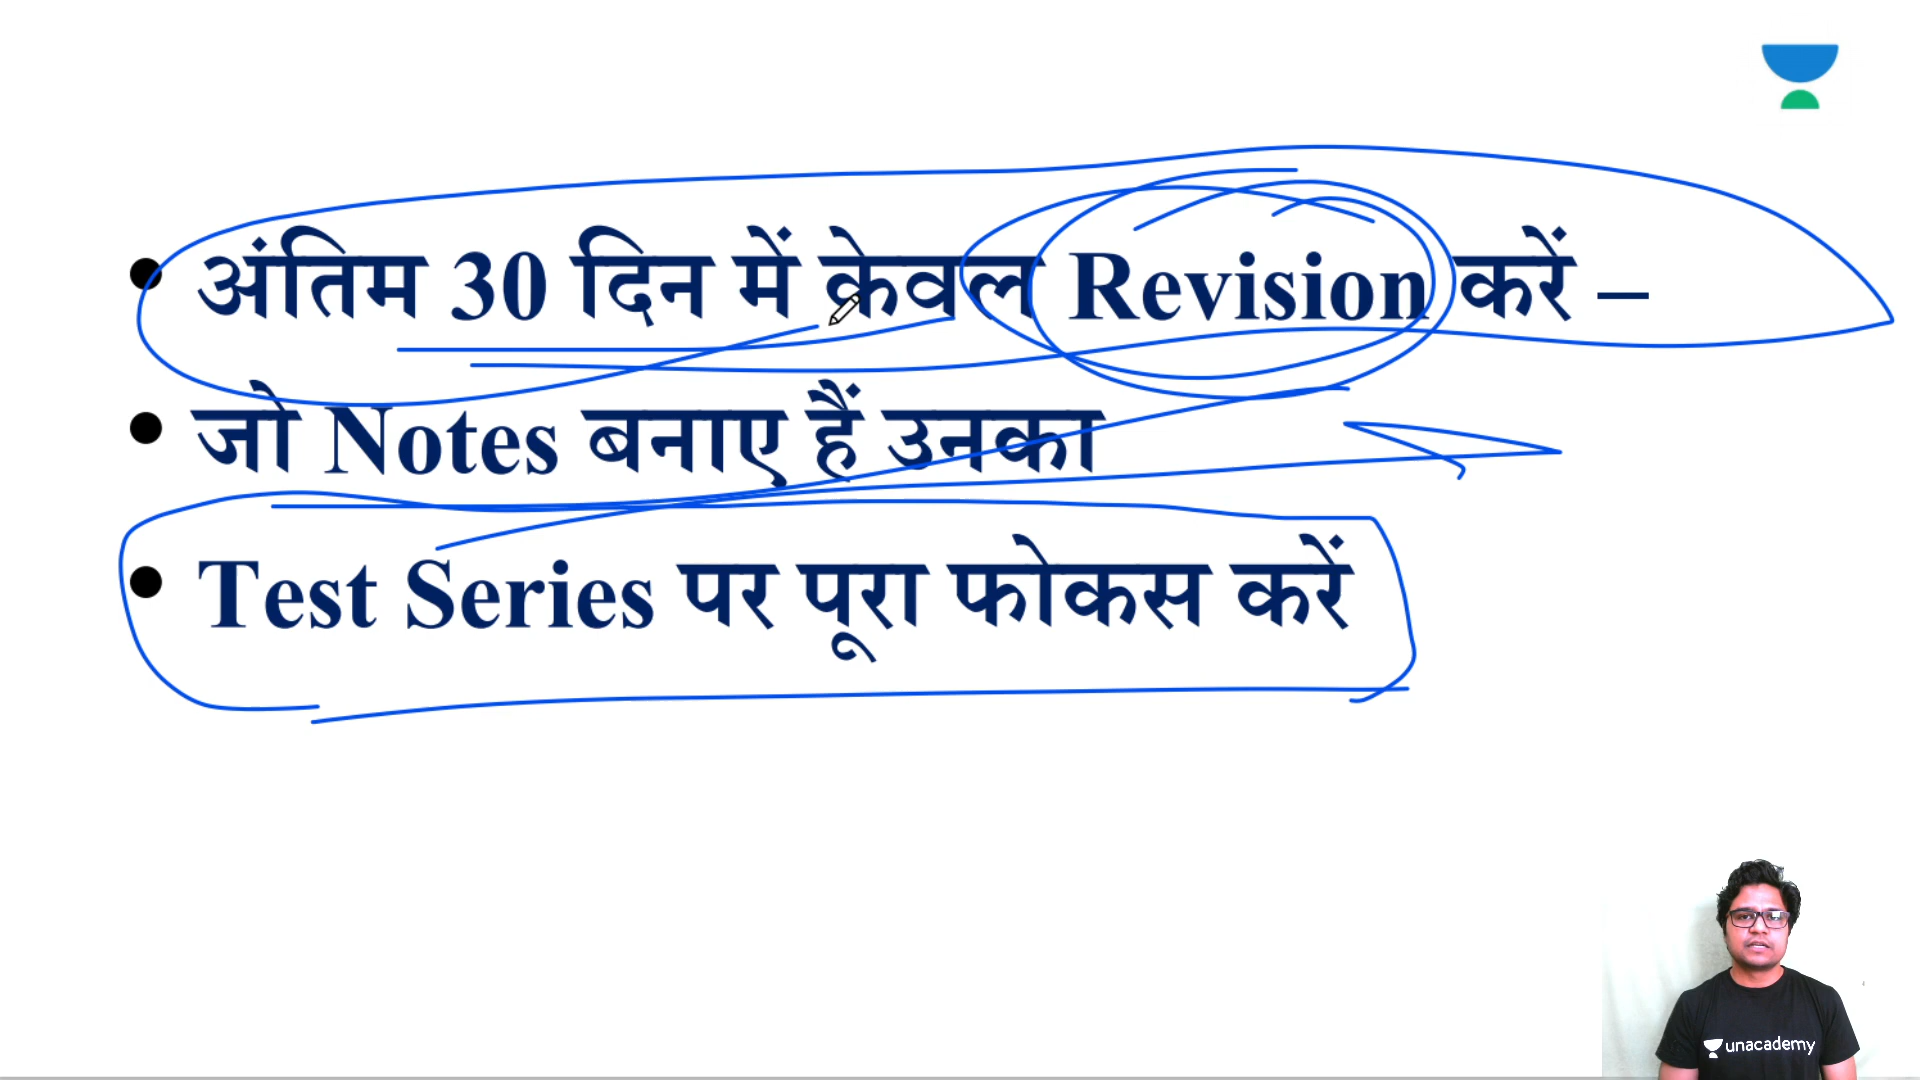 • अंतिम 30 दिन में केवल Revision करें –
• जो Notes बनाए हैं उनका
• Test Series पर पूरा फोकस करें
unacademy